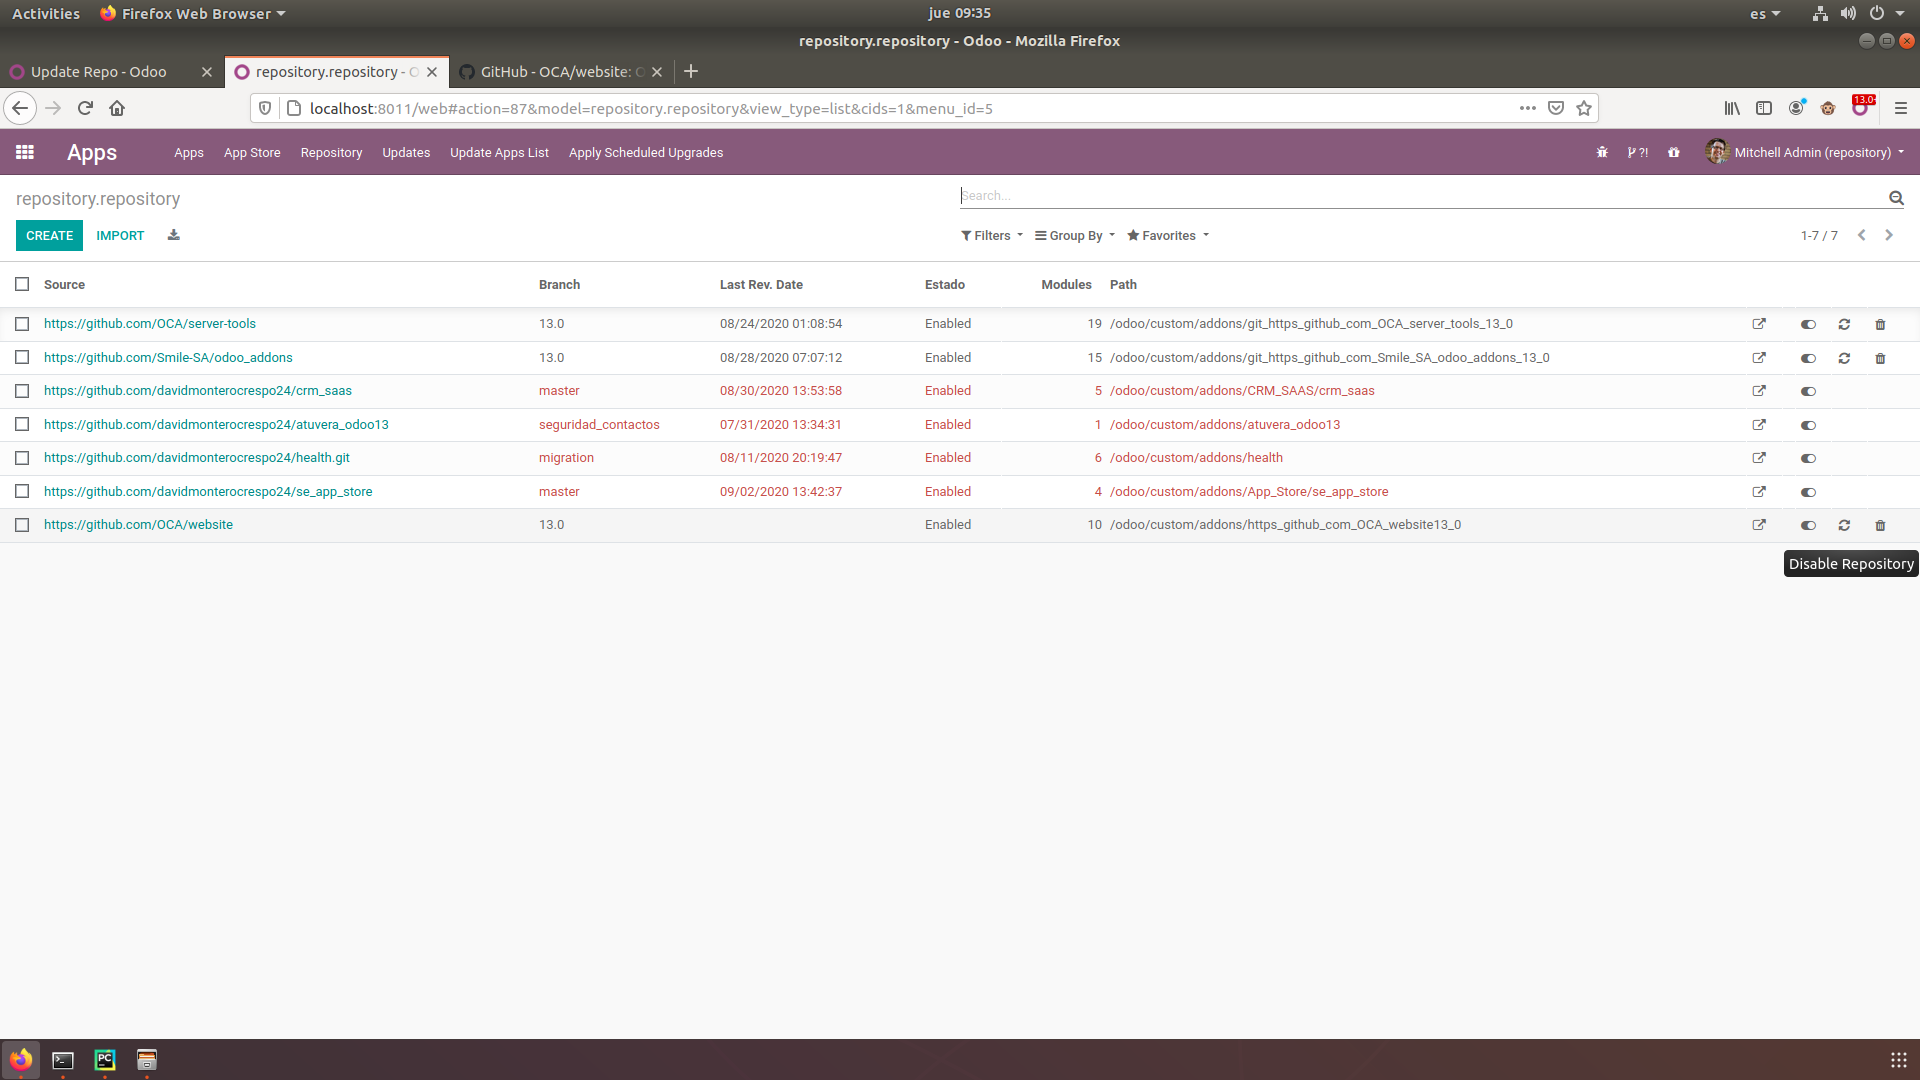 Activities Firefox Web Browser jue 09:35 es
repository.repository - Odoo - Mozilla Firefox
Update Repo - Odoo repository.repository - GitHub - OCA/website:
localhost:8011/web#action=87&model=repository.repository&view_type=list&cids=1&menu_id=5 13.0
Apps Apps App Store Repository Updates Update Apps List Apply Scheduled Upgrades ?! Mitchell Admin (repository)
repository.repository Search...
CREATE IMPORT Filters Group By Favorites 1-7 / 7
Source Branch Last Rev. Date Estado Modules Path
https://github.com/OCA/server-tools 13.0 08/24/2020 01:08:54 Enabled 19 /odoo/custom/addons/git_https_github_com_OCA_server_tools_13_0
https://github.com/Smile-SA/odoo_addons 13.0 08/28/2020 07:07:12 Enabled 15 /odoo/custom/addons/git_https_github_com_Smile_SA_odoo_addons_13_0
https://github.com/davidmonterocrespo24/crm_saas master 08/30/2020 13:53:58 Enabled 5 /odoo/custom/addons/CRM_SAAS/crm_saas
https://github.com/davidmonterocrespo24/atuvera_odoo13 seguridad_contactos 07/31/2020 13:34:31 Enabled 1 /odoo/custom/addons/atuvera_odoo13
https://github.com/davidmonterocrespo24/health.git migration 08/11/2020 20:19:47 Enabled 6 /odoo/custom/addons/health
https://github.com/davidmonterocrespo24/se_app_store master 09/02/2020 13:42:37 Enabled 4 /odoo/custom/addons/App_Store/se_app_store
https://github.com/OCA/website 13.0 Enabled 10 /odoo/custom/addons/https_github_com_OCA_website13_0
Disable Repository
PC